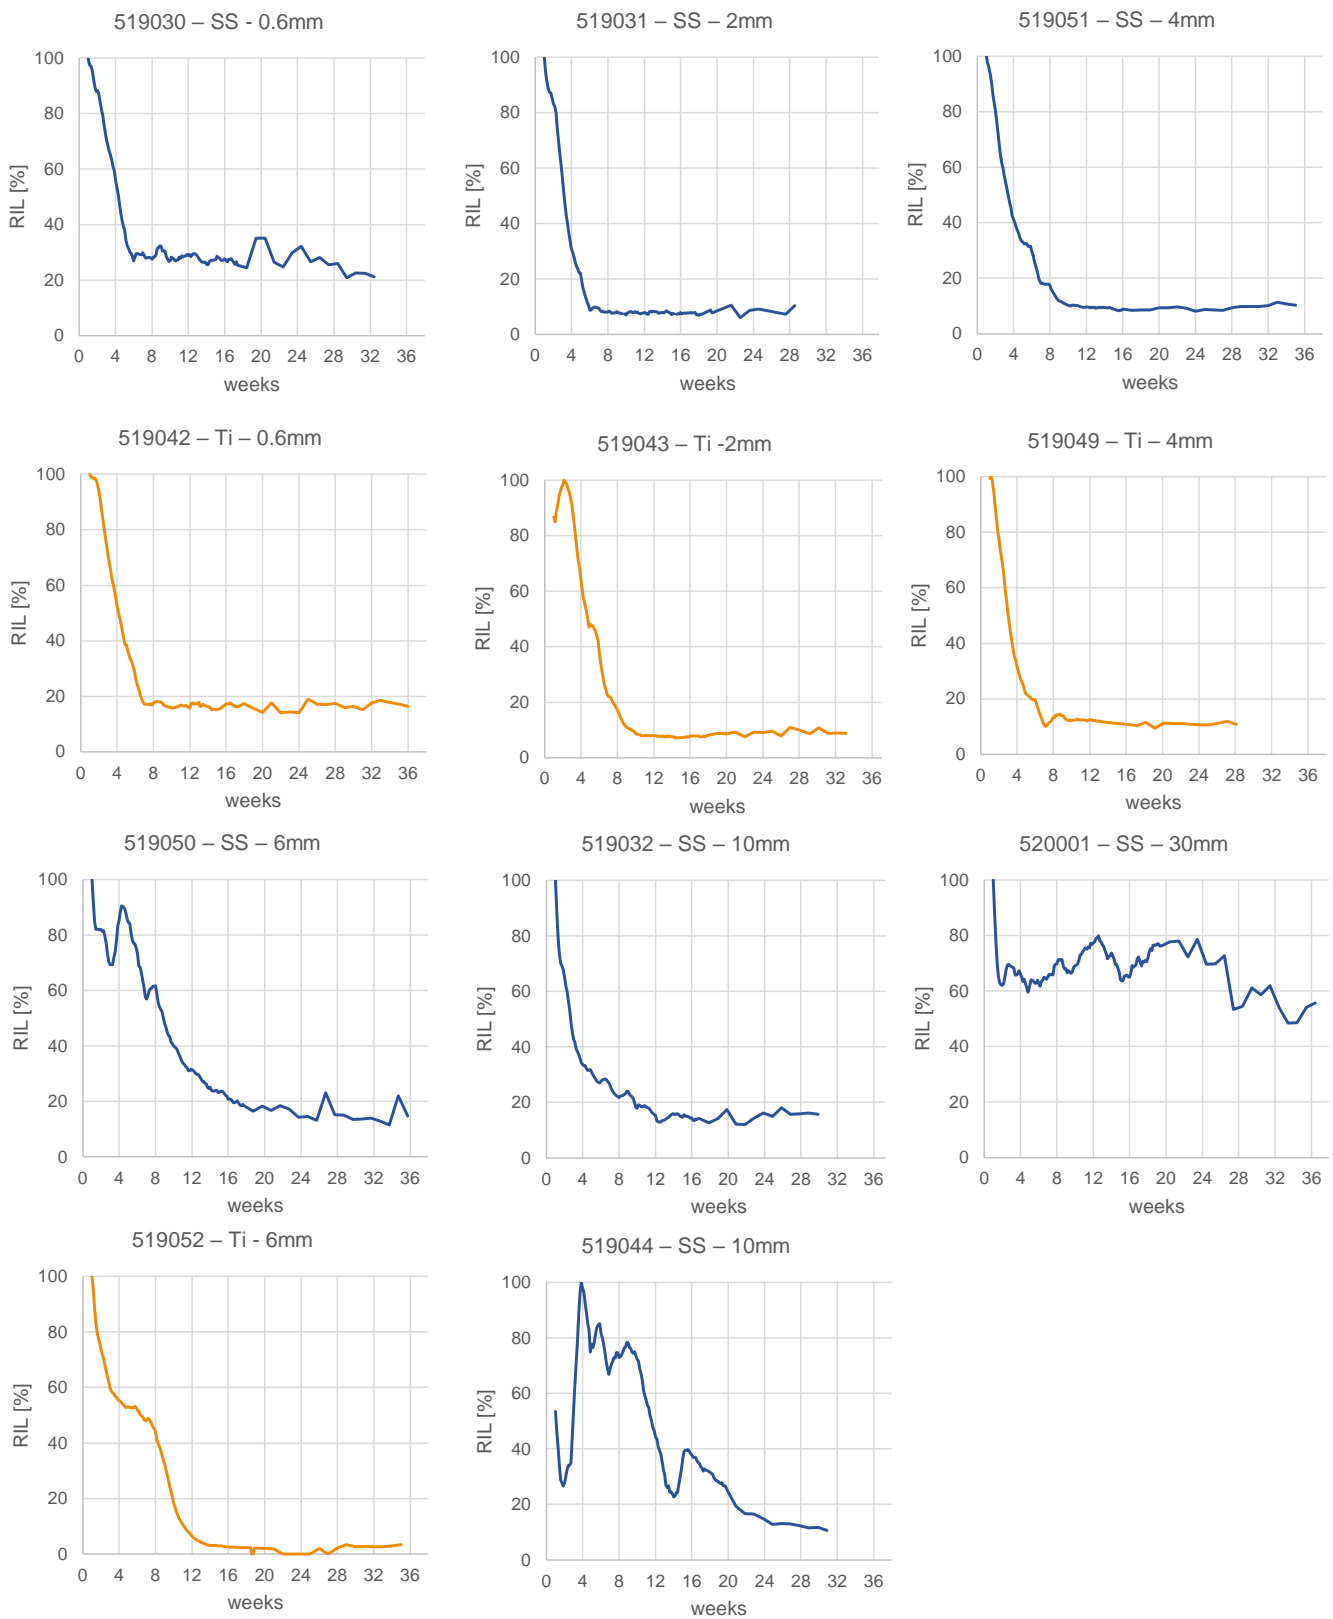 519030 – SS - 0.6mm
100
80
60
40
20
0
RIL [%]
0 4 8 12 16 20 24 28 32 36
weeks
519031 – SS – 2mm
100
80
60
40
20
0
RIL [%]
0 4 8 12 16 20 24 28 32 36
weeks
519051 – SS – 4mm
100
80
60
40
20
0
RIL [%]
0 4 8 12 16 20 24 28 32 36
weeks
519042 – Ti – 0.6mm
100
80
60
40
20
0
RIL [%]
0 4 8 12 16 20 24 28 32 36
weeks
519043 – Ti -2mm
100
80
60
40
20
0
RIL [%]
0 4 8 12 16 20 24 28 32 36
weeks
519049 – Ti – 4mm
100
80
60
40
20
0
RIL [%]
0 4 8 12 16 20 24 28 32 36
weeks
519050 – SS – 6mm
100
80
60
40
20
0
RIL [%]
0 4 8 12 16 20 24 28 32 36
weeks
519032 – SS – 10mm
100
80
60
40
20
0
RIL [%]
0 4 8 12 16 20 24 28 32 36
weeks
520001 – SS – 30mm
100
80
60
40
20
0
RIL [%]
0 4 8 12 16 20 24 28 32 36
weeks
519052 – Ti - 6mm
100
80
60
40
20
0
RIL [%]
0 4 8 12 16 20 24 28 32 36
weeks
519044 – SS – 10mm
100
80
60
40
20
0
RIL [%]
0 4 8 12 16 20 24 28 32 36
weeks